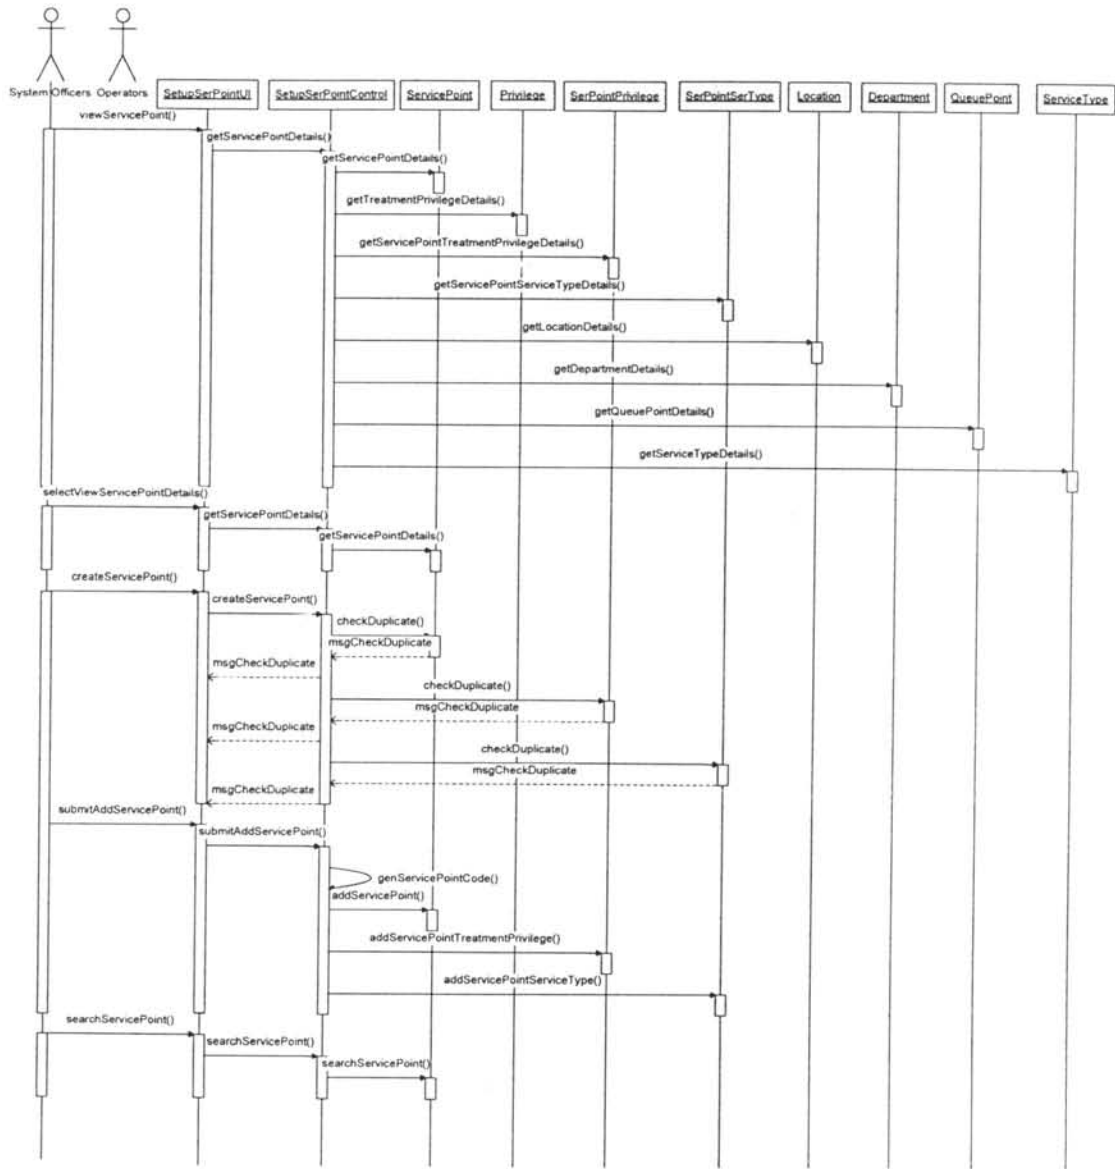 System Officers Operators SetupSerPointUI SetupSerPointControl ServicePoint Privilege SerPointPrivilege SerPointSerType Location Department QueuePoint ServiceType
viewServicePoint()
getServicePointDetails()
getServicePointDetails()
getTreatmentPrivilegeDetails()
getServicePointTreatmentPrivilegeDetails()
getServicePointServiceTypeDetails()
getLocationDetails()
getDepartmentDetails()
getQueuePointDetails()
getServiceTypeDetails()
selectViewServicePointDetails()
getServicePointDetails()
getServicePointDetails()
createServicePoint()
createServicePoint()
checkDuplicate()
msgCheckDuplicate
msgCheckDuplicate
checkDuplicate()
msgCheckDuplicate
msgCheckDuplicate
checkDuplicate()
msgCheckDuplicate
msgCheckDuplicate
submitAddServicePoint()
submitAddServicePoint()
genServicePointCode()
addServicePoint()
addServicePointTreatmentPrivilege()
addServicePointServiceType()
searchServicePoint()
searchServicePoint()
searchServicePoint()